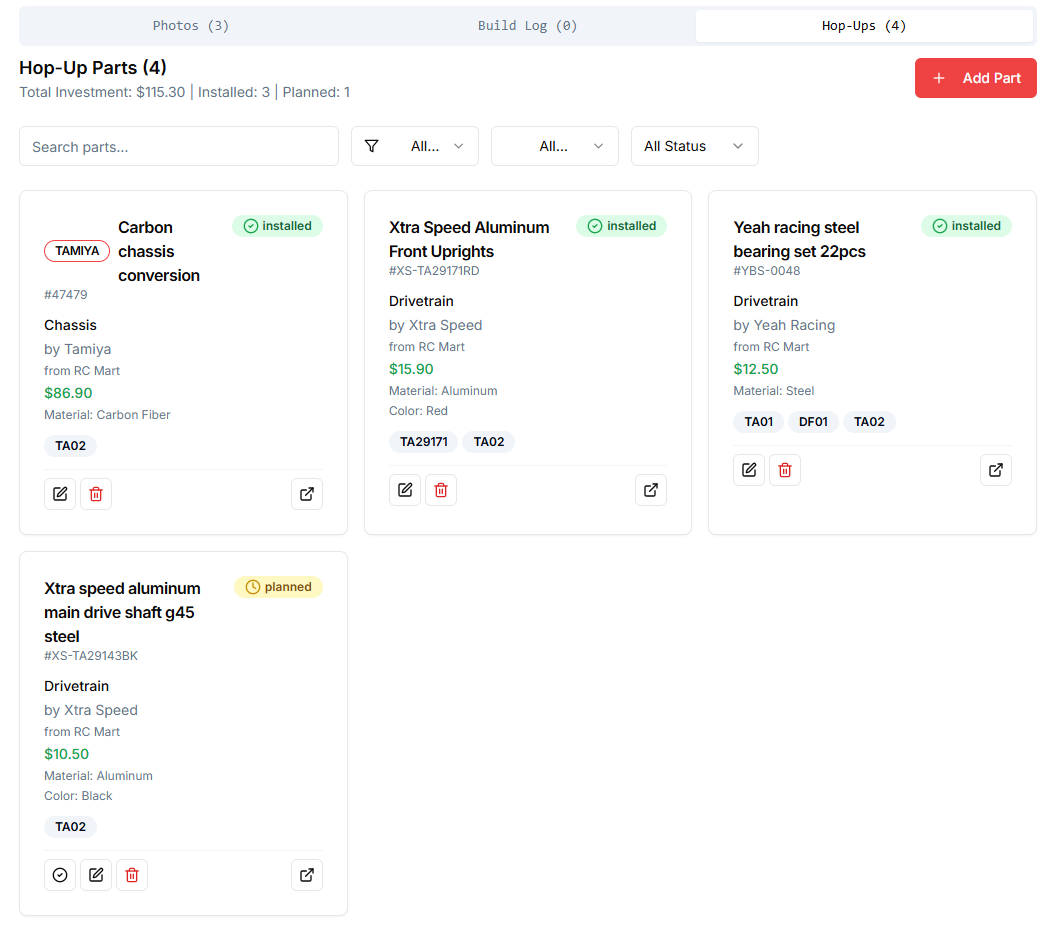 Photos (3)
Build Log (0)
Hop-Ups (4)
Hop-Up Parts (4)
Total Investment: $115.30 | Installed: 3 | Planned: 1
Add Part
Search parts...
All...
All...
All Status
TAMIYA
Carbon
chassis
conversion
installed
#47479
Chassis
by Tamiya
from RC Mart
$86.90
Material: Carbon Fiber
TA02
Xtra Speed Aluminum
Front Uprights
installed
#XS-TA29171RD
Drivetrain
by Xtra Speed
from RC Mart
$15.90
Material: Aluminum
Color: Red
TA29171 TA02
Yeah racing steel
bearing set 22pcs
installed
#YBS-0048
Drivetrain
by Yeah Racing
from RC Mart
$12.50
Material: Steel
TA01 DF01 TA02
Xtra speed aluminum
main drive shaft g45
steel
planned
#XS-TA29143BK
Drivetrain
by Xtra Speed
from RC Mart
$10.50
Material: Aluminum
Color: Black
TA02